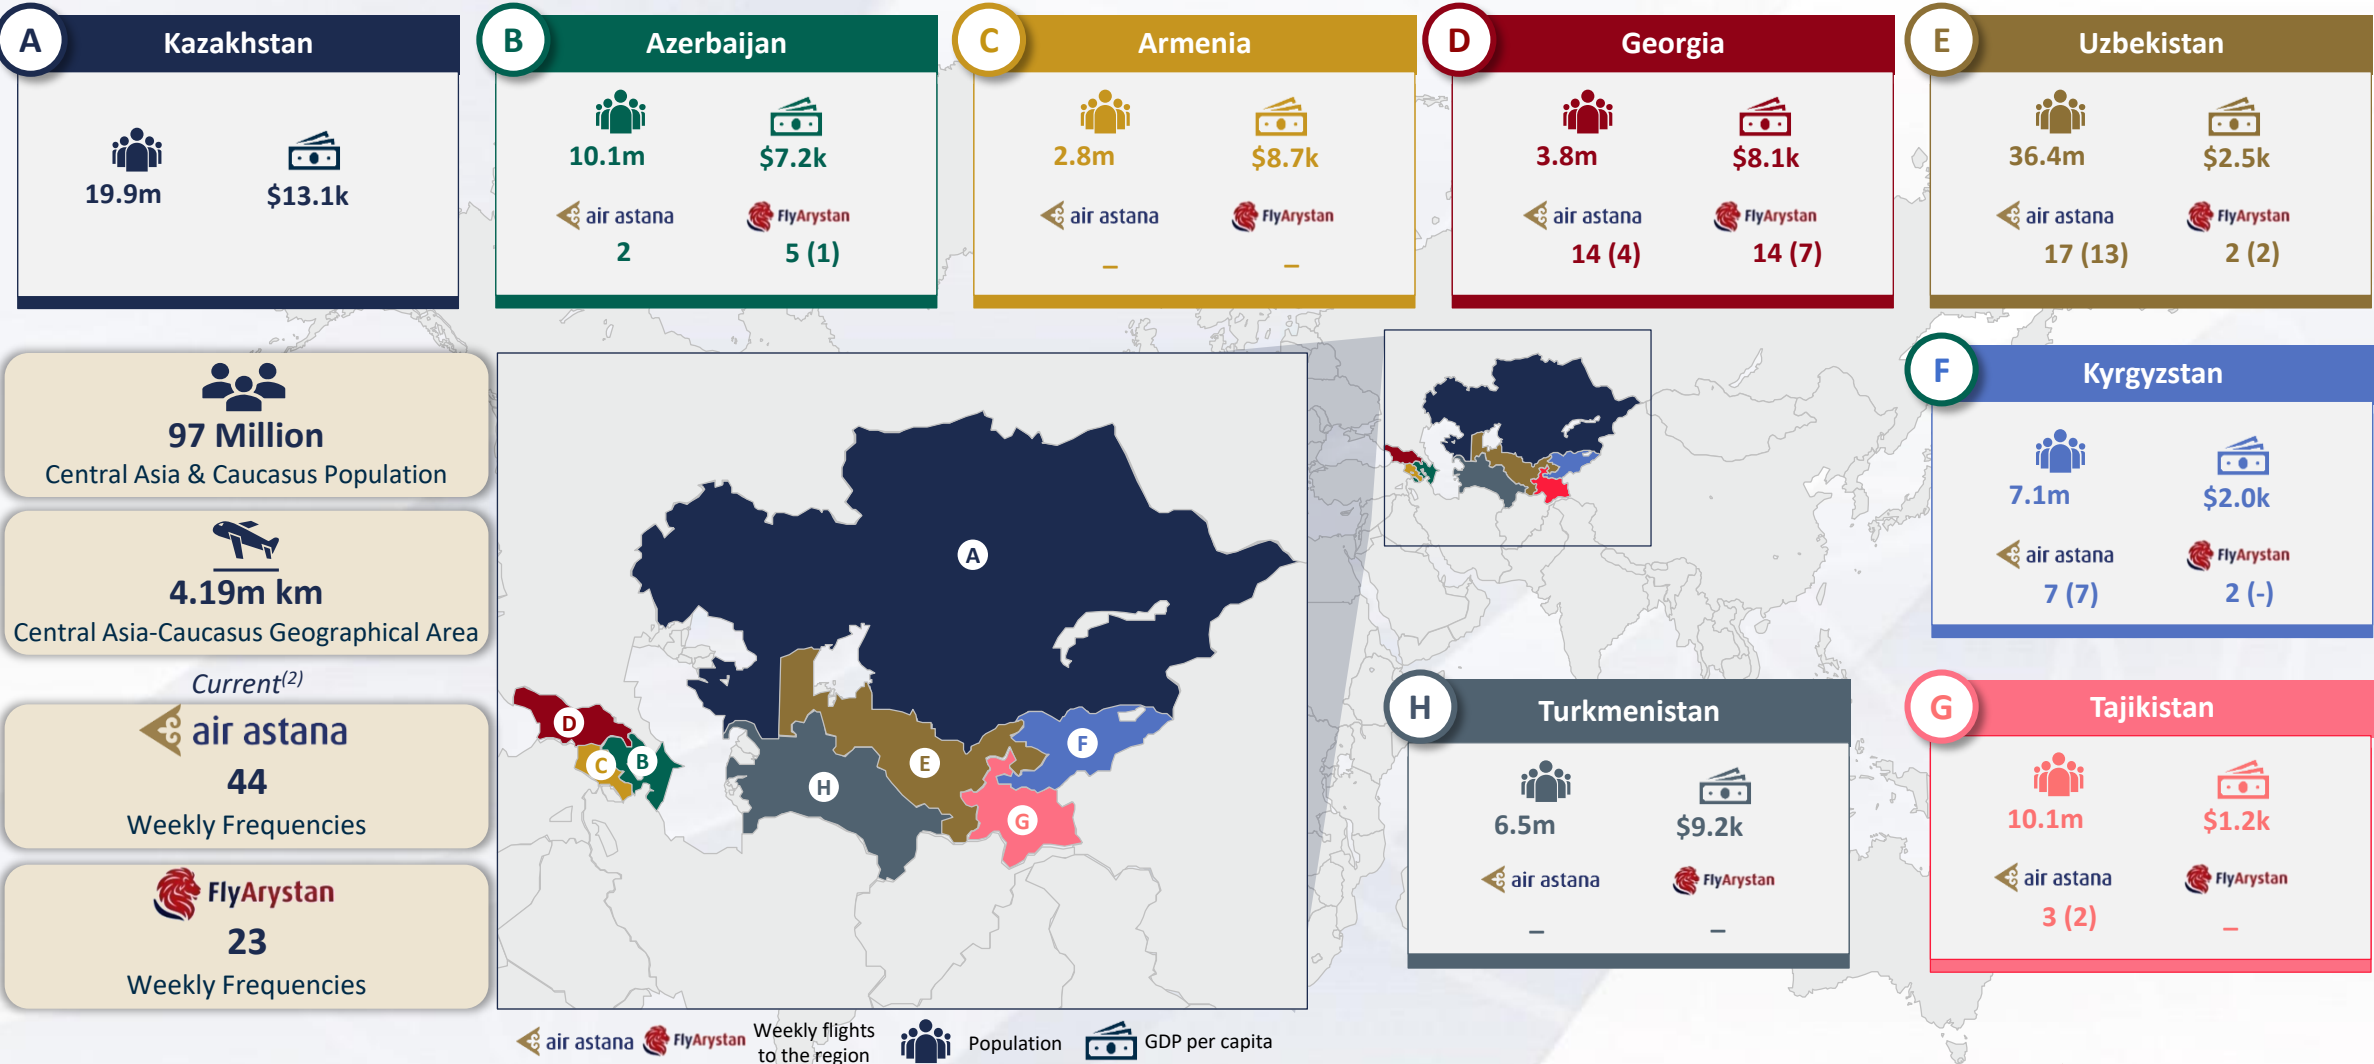 A
Kazakhstan
19.9m
$13.1k
B
Azerbaijan
10.1m
$7.2k
air astana
FlyArystan
2
5 (1)
C
Armenia
2.8m
$8.7k
air astana
FlyArystan
–
–
D
Georgia
3.8m
$8.1k
air astana
FlyArystan
14 (4)
14 (7)
E
Uzbekistan
36.4m
$2.5k
air astana
FlyArystan
17 (13)
2 (2)
97 Million
Central Asia & Caucasus Population
4.19m km
Central Asia-Caucasus Geographical Area
Current(2)
air astana
44
Weekly Frequencies
FlyArystan
23
Weekly Frequencies
A
D
C
B
H
E
F
G
F
Kyrgyzstan
7.1m
$2.0k
air astana
FlyArystan
7 (7)
2 (-)
H
Turkmenistan
6.5m
$9.2k
air astana
FlyArystan
–
–
G
Tajikistan
10.1m
$1.2k
air astana
FlyArystan
3 (2)
–
air astana
FlyArystan
Weekly flights
to the region
Population
GDP per capita